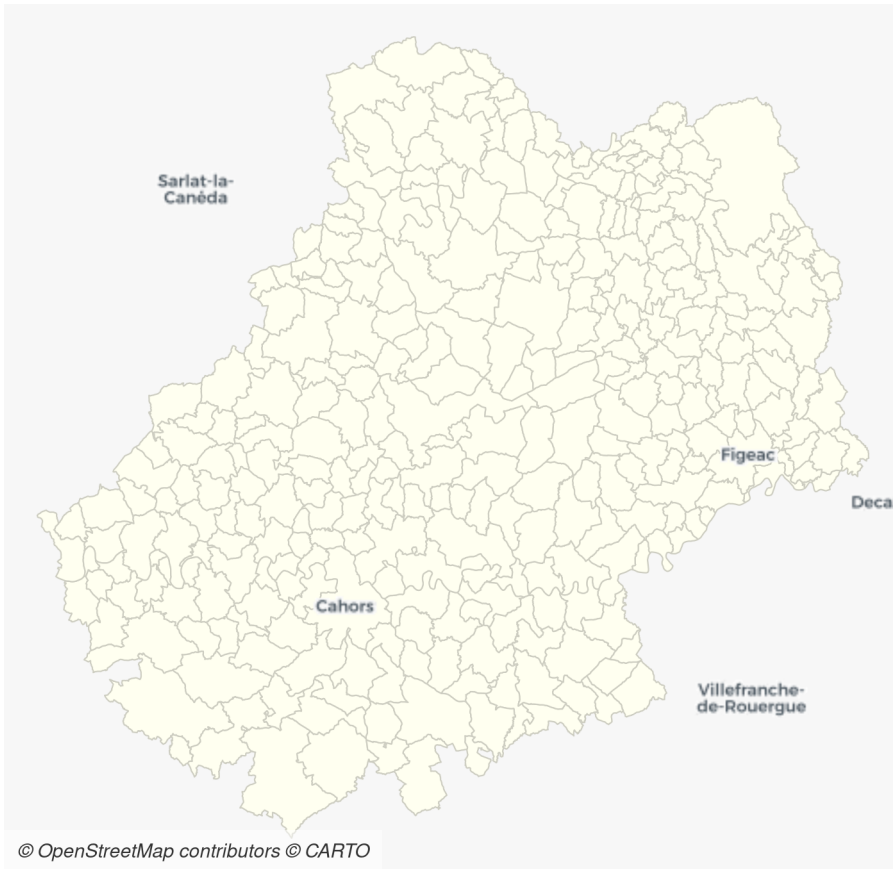 Sarlat-la-
Canéda
Figeac
Deca
Cahors
Villefranche-
de-Rouergue
© OpenStreetMap contributors © CARTO